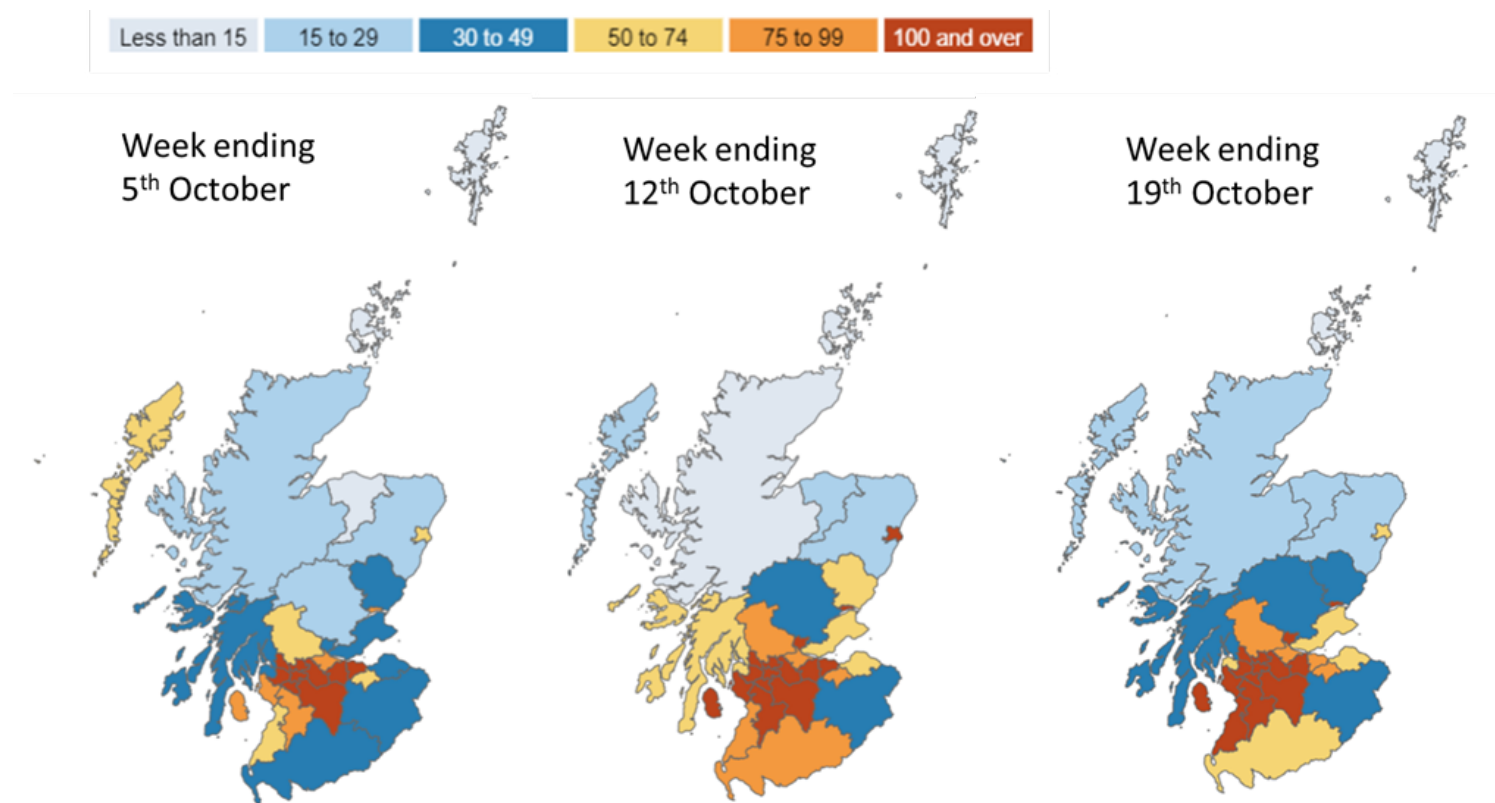 Less than 15 15 to 29 30 to 49 50 to 74 75 to 99 100 and over
Week ending
5th October
Week ending
12th October
Week ending
19th October